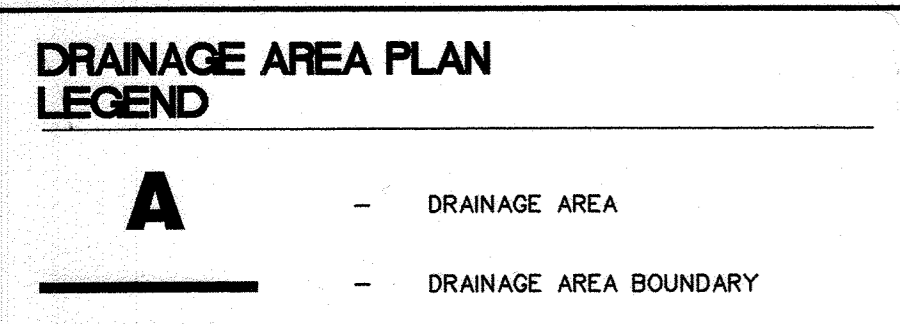 DRAINAGE AREA PLAN
LEGEND
A - DRAINAGE AREA
- DRAINAGE AREA BOUNDARY